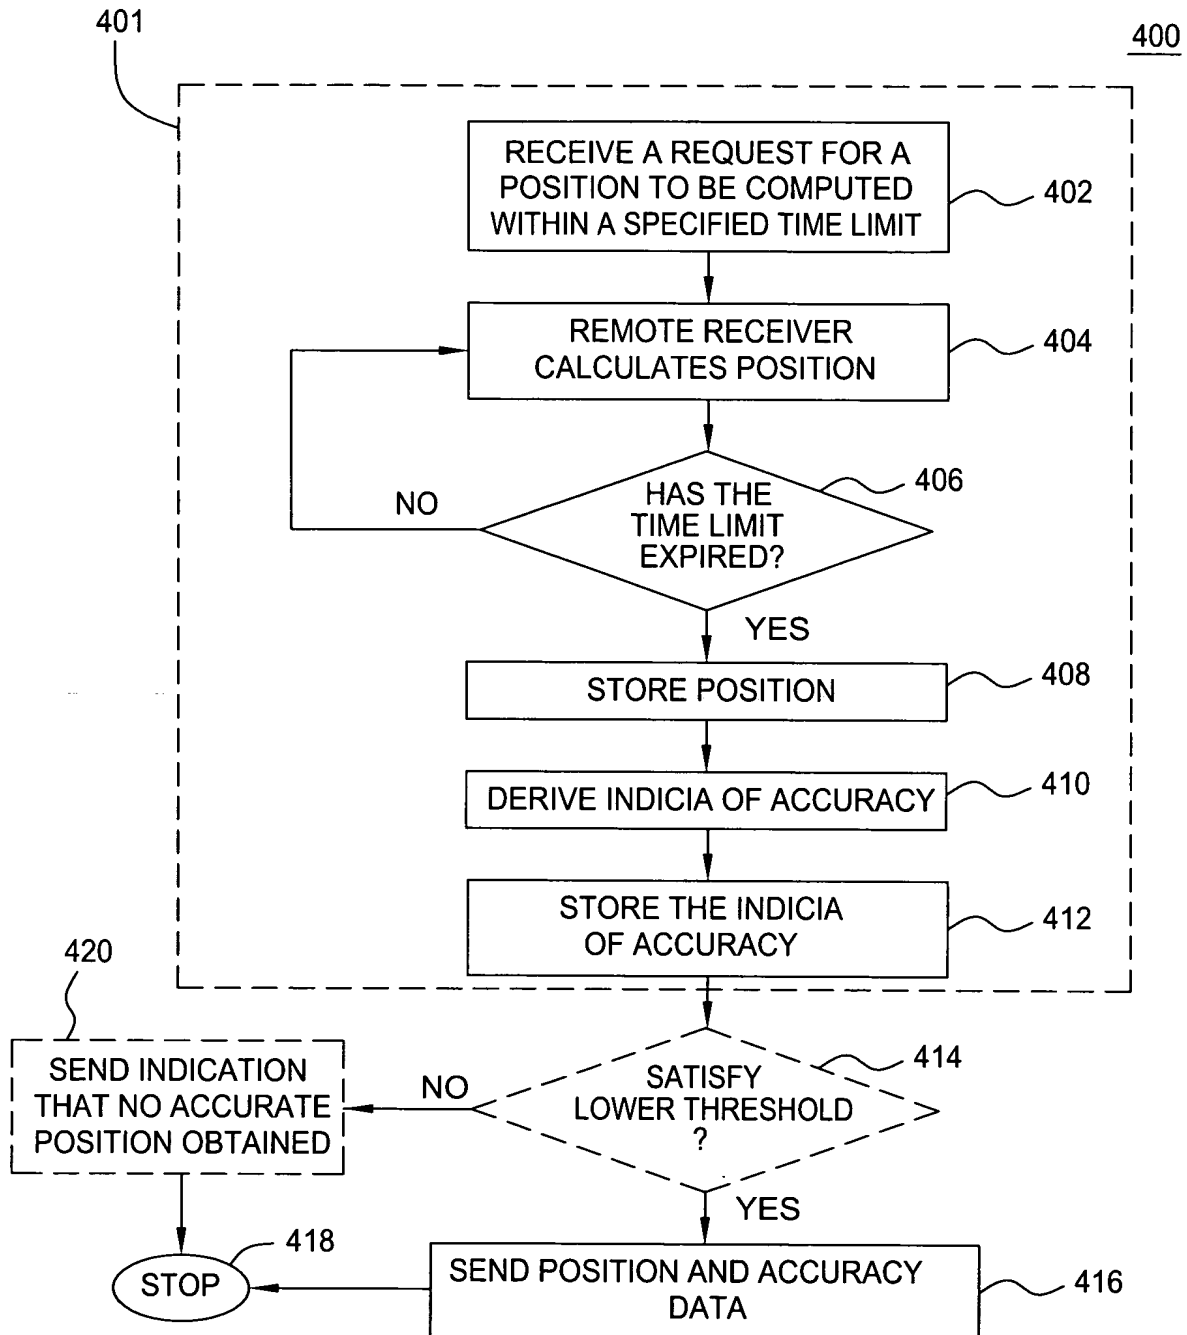 401
400
RECEIVE A REQUEST FOR A
POSITION TO BE COMPUTED
WITHIN A SPECIFIED TIME LIMIT
402
REMOTE RECEIVER
CALCULATES POSITION
404
HAS THE
TIME LIMIT
EXPIRED?
406
NO
YES
STORE POSITION
408
DERIVE INDICIA OF ACCURACY
410
STORE THE INDICIA
OF ACCURACY
412
420
SEND INDICATION
THAT NO ACCURATE
POSITION OBTAINED
NO
SATISFY
LOWER THRESHOLD
?
414
YES
418
STOP
SEND POSITION AND ACCURACY
DATA
416